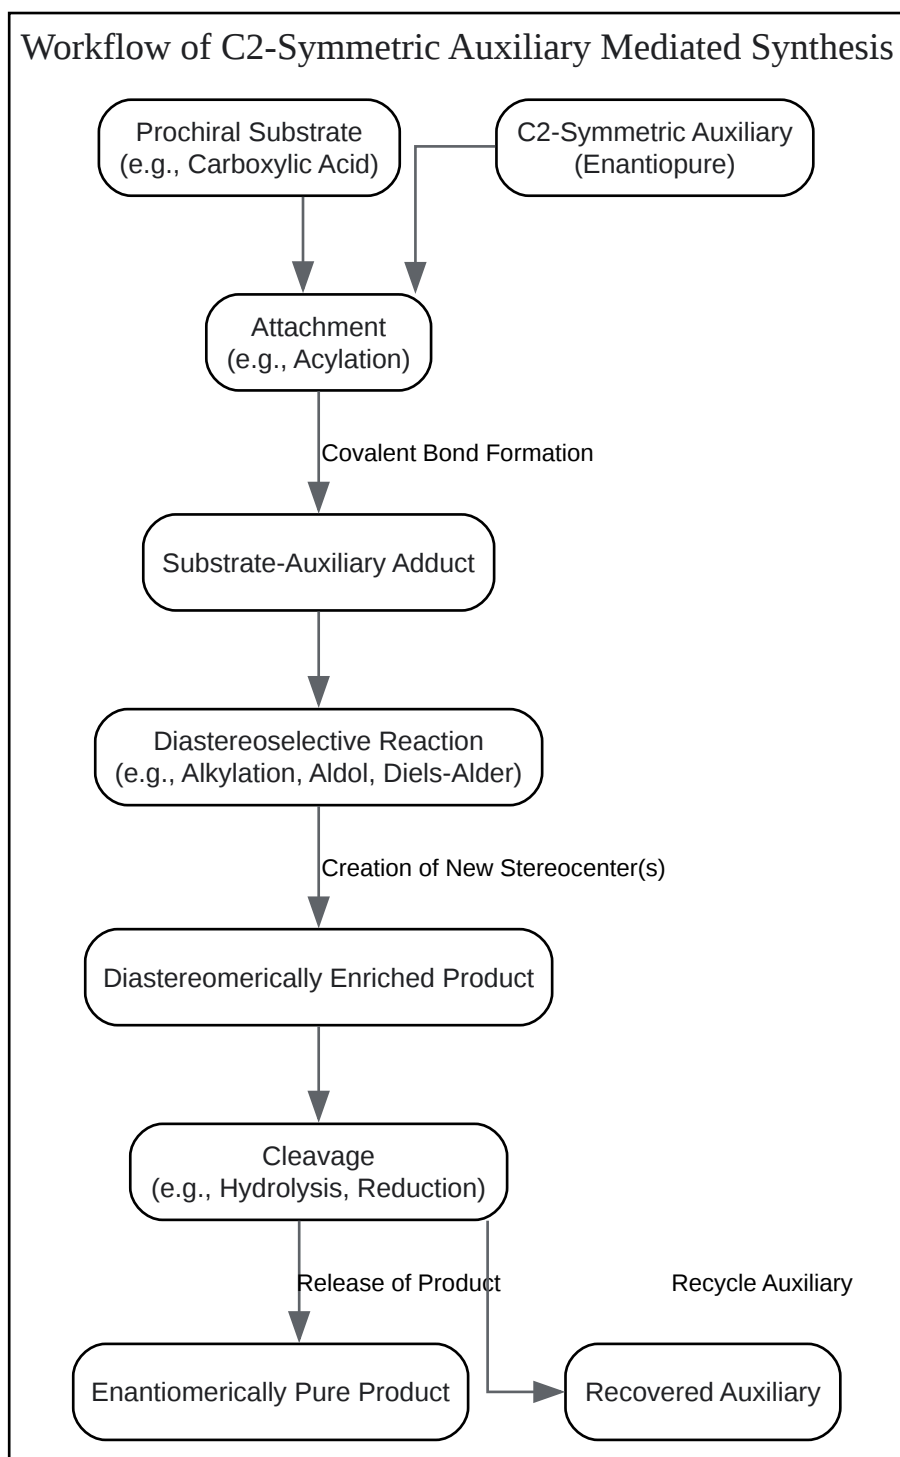 Workflow of C2-Symmetric Auxiliary Mediated Synthesis
Prochiral Substrate
(e.g., Carboxylic Acid)
C2-Symmetric Auxiliary
(Enantiopure)
Attachment
(e.g., Acylation)
Covalent Bond Formation
Substrate-Auxiliary Adduct
Diastereoselective Reaction
(e.g., Alkylation, Aldol, Diels-Alder)
Creation of New Stereocenter(s)
Diastereomerically Enriched Product
Cleavage
(e.g., Hydrolysis, Reduction)
Release of Product
Recycle Auxiliary
Enantiomerically Pure Product
Recovered Auxiliary